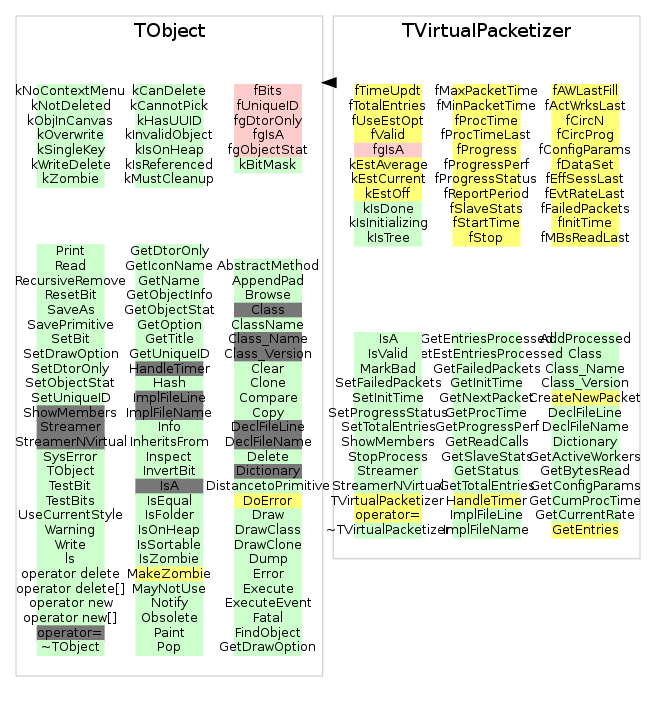 TObject
kNoContextMenu
kNotDeleted
kObjInCanvas
kOverwrite
kSingleKey
kWriteDelete
kZombie
kCanDelete
kCannotPick
kHasUUID
kInvalidObject
kIsOnHeap
kIsReferenced
kMustCleanup
fBits
fUniqueID
fgDtorOnly
fgIsA
fgObjectStat
kBitMask
Print
Read
RecursiveRemove
ResetBit
SaveAs
SavePrimitive
SetBit
SetDrawOption
SetDtorOnly
SetObjectStat
SetUniqueID
ShowMembers
Streamer
StreamerNVirtual
SysError
TObject
TestBit
TestBits
UseCurrentStyle
Warning
Write
ls
operator delete
operator delete[]
operator new
operator new[]
operator=
~TObject
GetDtorOnly
GetIconName
GetName
GetObjectInfo
GetObjectStat
GetOption
GetTitle
GetUniqueID
HandleTimer
Hash
ImplFileLine
ImplFileName
Info
InheritsFrom
Inspect
InvertBit
IsA
IsEqual
IsFolder
IsOnHeap
IsSortable
IsZombie
MakeZombie
MayNotUse
Notify
Obsolete
Paint
Pop
AbstractMethod
AppendPad
Browse
Class
ClassName
Class_Name
Class_Version
Clear
Clone
Compare
Copy
DeclFileLine
DeclFileName
Delete
Dictionary
DistancetoPrimitive
DoError
Draw
DrawClass
DrawClone
Dump
Error
Execute
ExecuteEvent
Fatal
FindObject
GetDrawOption
TVirtualPacketizer
fTimeUpdt
fTotalEntries
fUseEstOpt
fValid
fgIsA
kEstAverage
kEstCurrent
kEstOff
kIsDone
kIsInitializing
kIsTree
fMaxPacketTime
fMinPacketTime
fProcTime
fProcTimeLast
fProgress
fProgressPerf
fProgressStatus
fReportPeriod
fSlaveStats
fStartTime
fStop
fAWLastFill
fActWrksLast
fCircN
fCircProg
fConfigParams
fDataSet
fEffSessLast
fEvtRateLast
fFailedPackets
fInitTime
fMBsReadLast
IsA
IsValid
MarkBad
SetFailedPackets
SetInitTime
SetProgressStatus
SetTotalEntries
ShowMembers
StopProcess
Streamer
StreamerNVirtual
TVirtualPacketizer
operator=
~TVirtualPacketizer
GetEntriesProcessed
GetEstEntriesProcessed
GetFailedPackets
GetInitTime
GetNextPacket
GetProcTime
GetProgressPerf
GetReadCalls
GetSlaveStats
GetStatus
GetTotalEntries
HandleTimer
ImplFileLine
ImplFileName
AddProcessed
Class
Class_Name
Class_Version
CreateNewPacket
DeclFileLine
DeclFileName
Dictionary
GetActiveWorkers
GetBytesRead
GetConfigParams
GetCumProcTime
GetCurrentRate
GetEntries